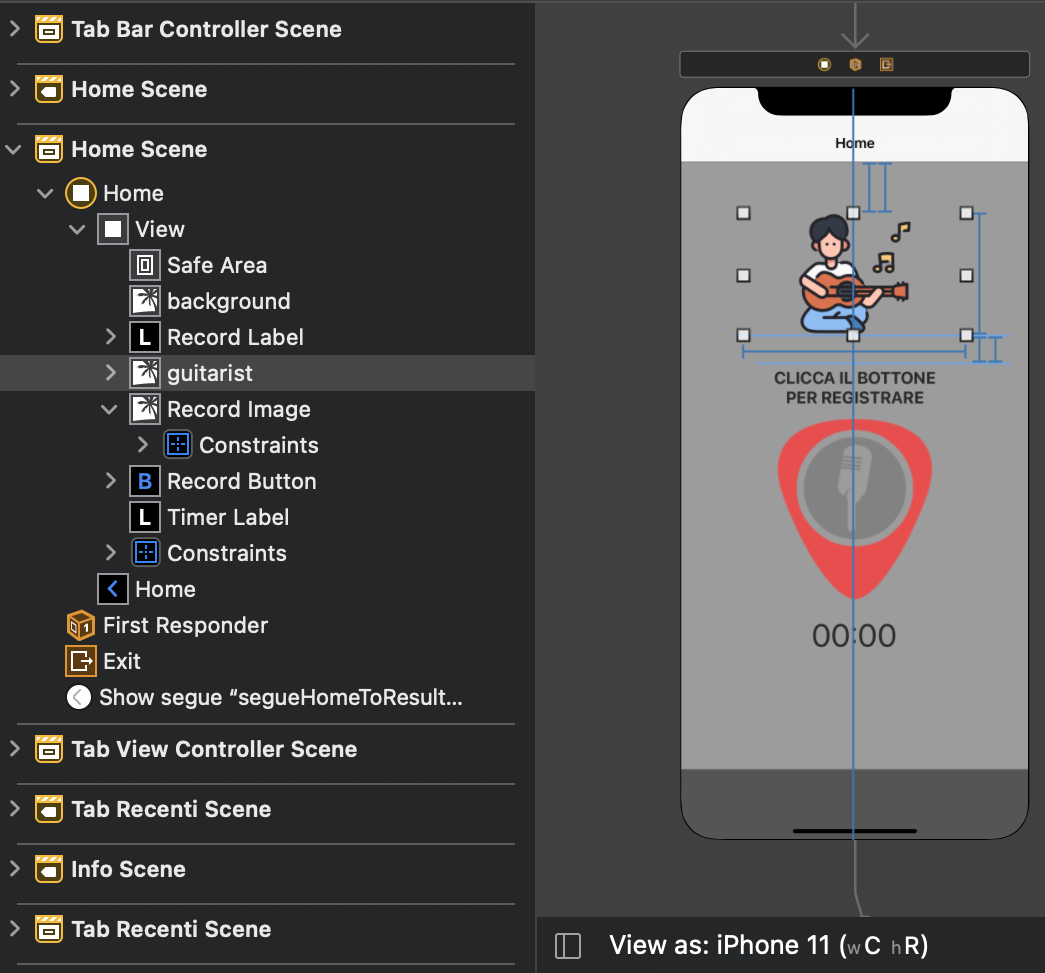 Tab Bar Controller Scene
Home Scene
Home Scene
Home
View
Safe Area
background
L Record Label
guitarist
Record Image
Constraints
B Record Button
L Timer Label
Constraints
Home
First Responder
Exit
Show segue “segueHomeToResult...
Tab View Controller Scene
Tab Recenti Scene
Info Scene
Tab Recenti Scene
Home
CLICCA IL BOTTONE
PER REGISTRARE
00:00
View as: iPhone 11 (wC hR)